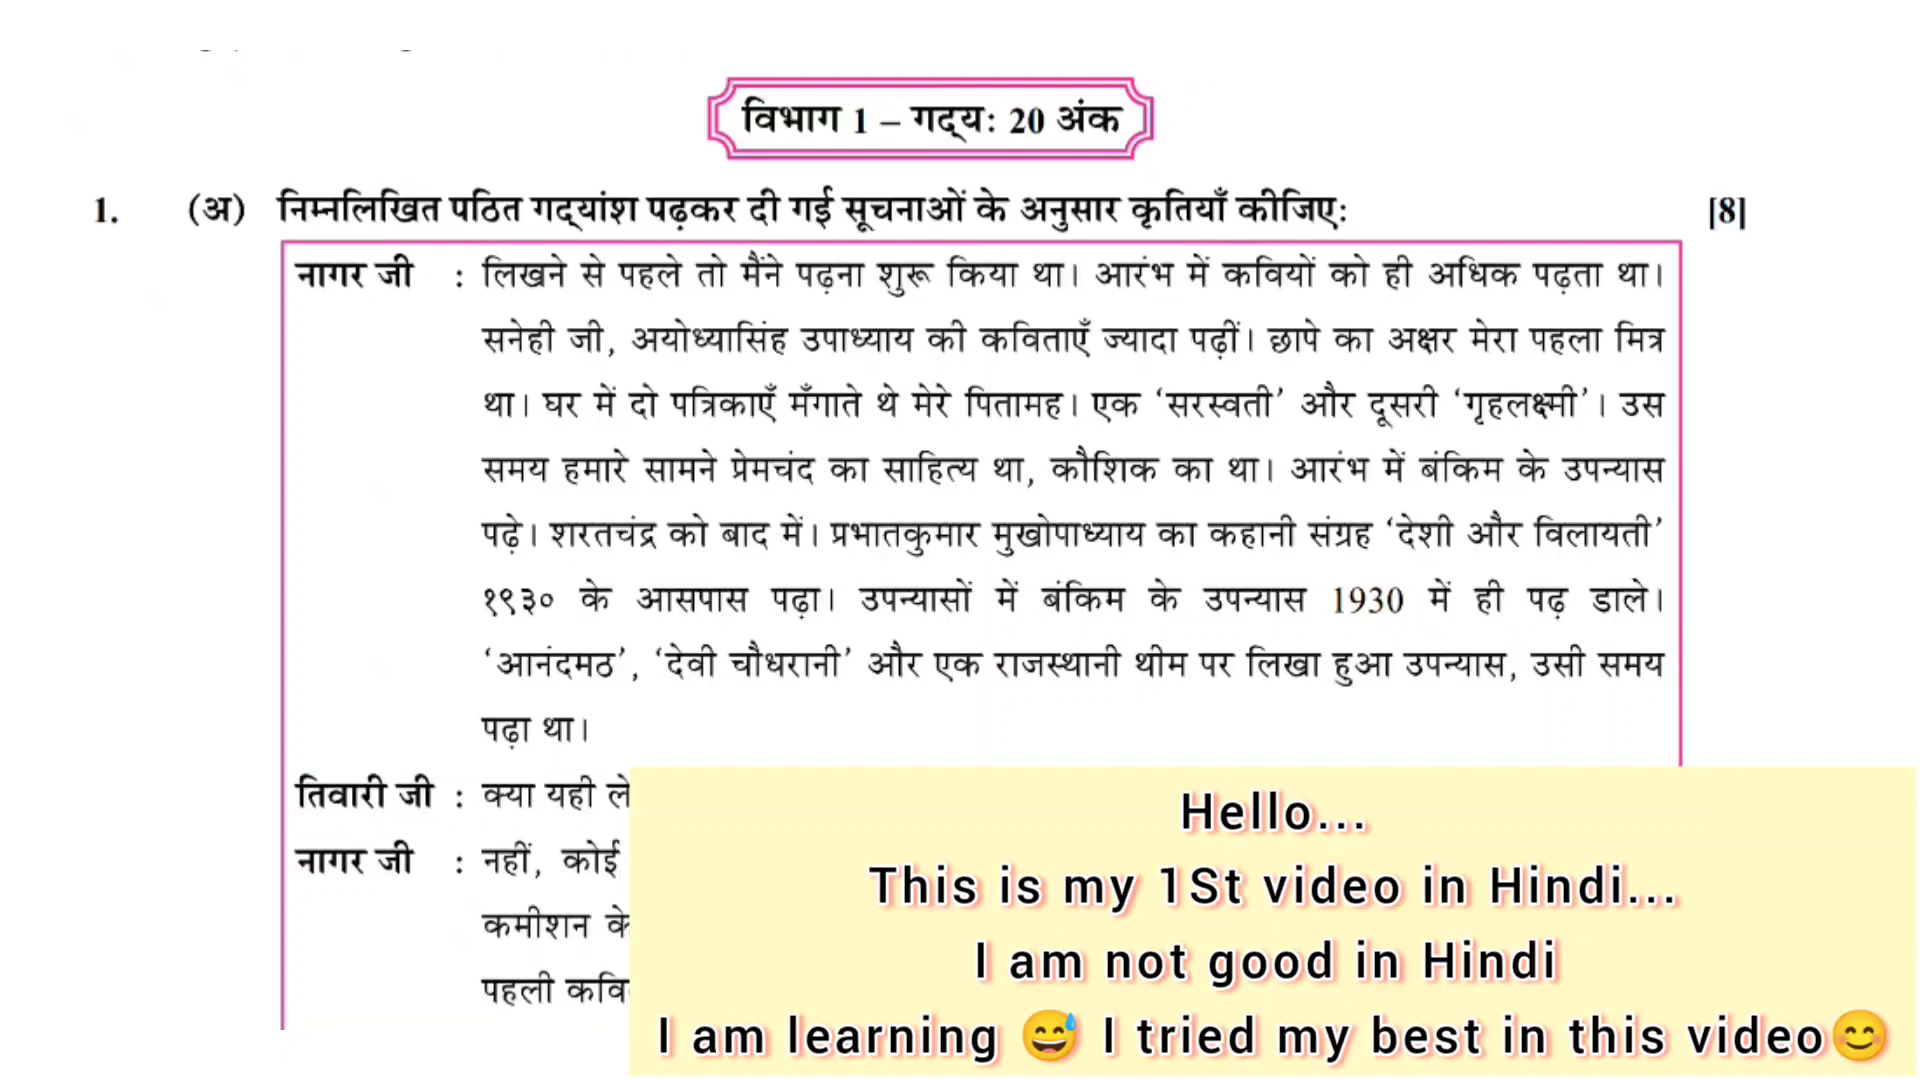 विभाग 1 – गद्‌य: 20 अंक
1. (अ) निम्नलिखित पठित गद्‌यांश पढ़कर दी गई सूचनाओं के अनुसार कृतियाँ कीजिए: [8]
नागर जी : लिखने से पहले तो मैंने पढ़ना शुरू किया था। आरंभ में कवियों को ही अधिक पढ़ता था।
सनेही जी, अयोध्यासिंह उपाध्याय की कविताएँ ज्यादा पढ़ीं। छापे का अक्षर मेरा पहला मित्र
था। घर में दो पत्रिकाएँ मँगाते थे मेरे पितामह। एक ‘सरस्वती’ और दूसरी ‘गृहलक्ष्मी’। उस
समय हमारे सामने प्रेमचंद का साहित्य था, कौशिक का था। आरंभ में बंकिम के उपन्यास
पढ़े। शरतचंद्र को बाद में। प्रभातकुमार मुखोपाध्याय का कहानी संग्रह ‘देशी और विलायती’
१९३० के आसपास पढ़ा। उपन्यासों में बंकिम के उपन्यास 1930 में ही पढ़ डाले।
‘आनंदमठ’, ‘देवी चौधरानी’ और एक राजस्थानी थीम पर लिखा हुआ उपन्यास, उसी समय
पढ़ा था।
तिवारी जी : क्या यही
नागर जी : नहीं, कोई
कमीशन के
पहली
Hello...
This is my 1St video in Hindi...
I am not good in Hindi
I am learning 😅 I tried my best in this video😊